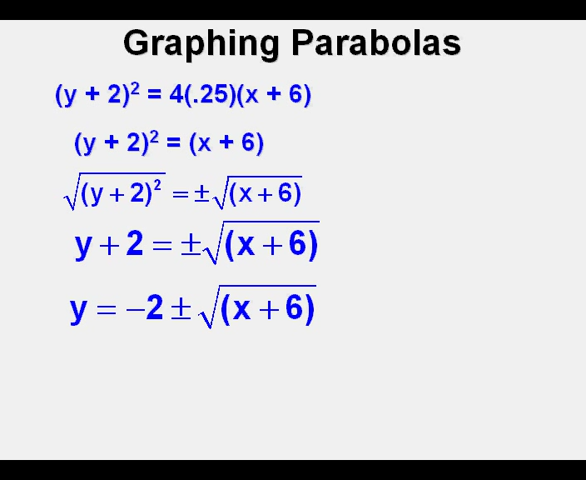 Graphing Parabolas
(y + 2)² = 4(.25)(x + 6)
(y + 2)² = (x + 6)
√(y + 2)² = ±√(x + 6)
y + 2 = ±√(x + 6)
y = −2 ± √(x + 6)